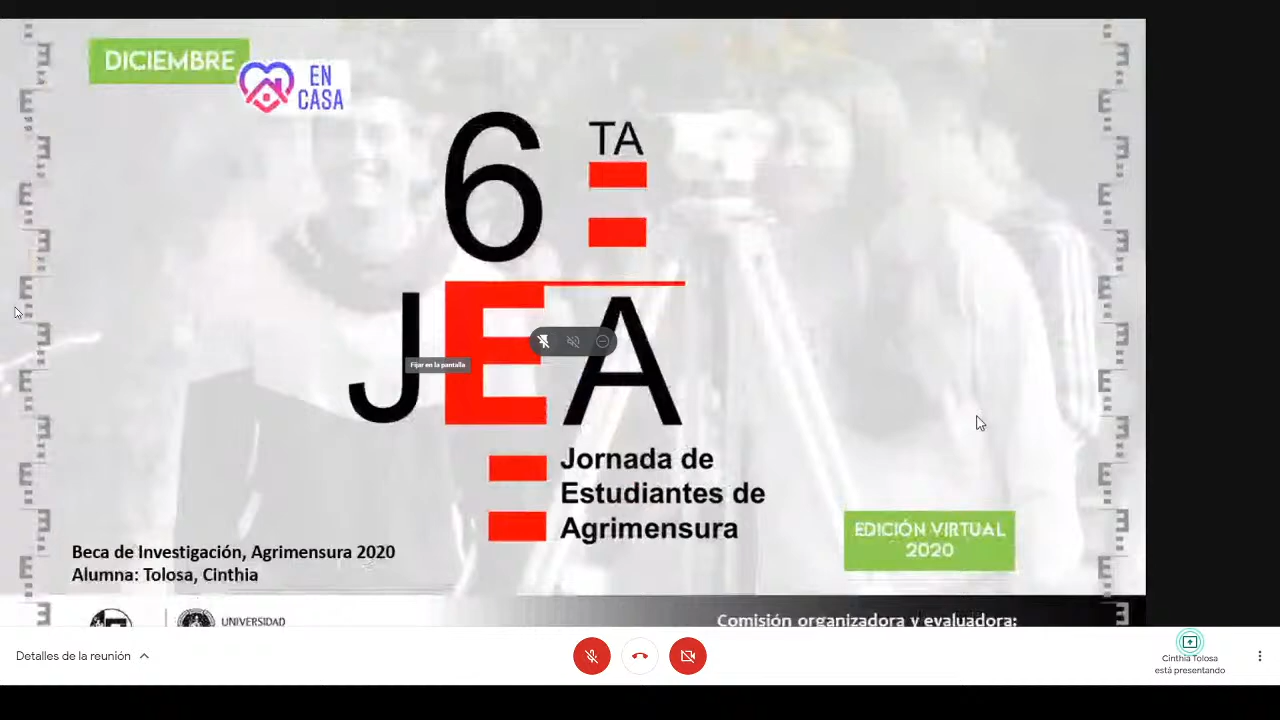 DICIEMBRE
EN
CASA
6
TA
JEA
Fijar en la pantalla
Jornada de
Estudiantes de
Agrimensura
EDICIÓN VIRTUAL
2020
Beca de Investigación, Agrimensura 2020
Alumna: Tolosa, Cinthia
UNIVERSIDAD
Comisión organizadora y evaluadora:
Detalles de la reunión
Cinthia Tolosa
está presentando